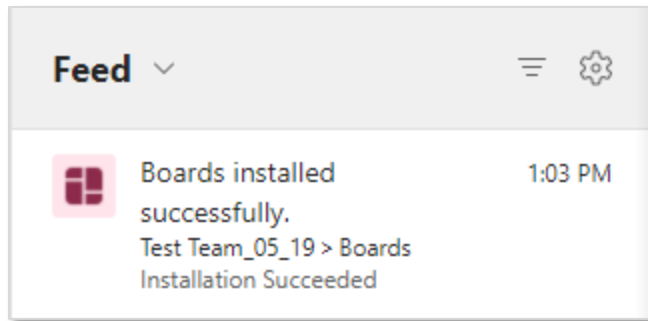 Feed
Boards installed 1:03 PM
successfully.
Test Team_05_19 > Boards
Installation Succeeded